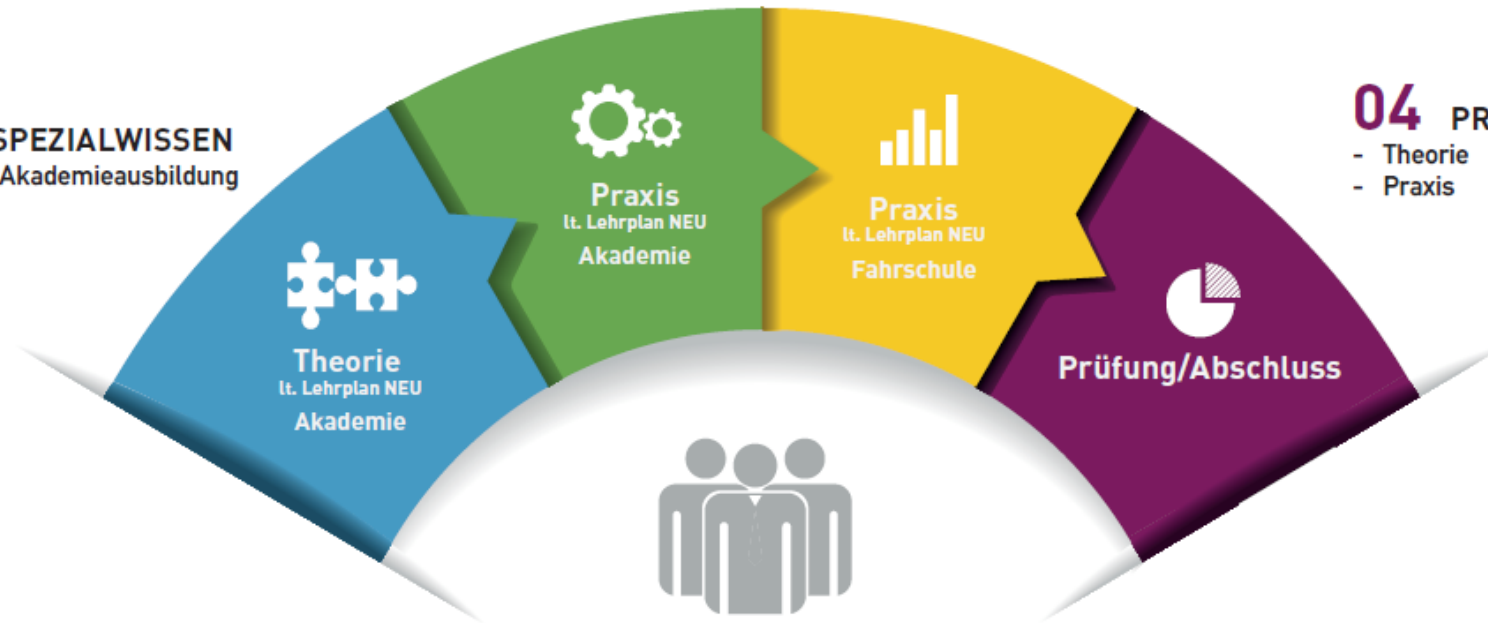 SPEZIALWISSEN
Akademieausbildung
Theorie
lt. Lehrplan NEU
Akademie
Praxis
lt. Lehrplan NEU
Akademie
Praxis
lt. Lehrplan NEU
Fahrschule
Prüfung/Abschluss
04 PR
- Theorie
- Praxis